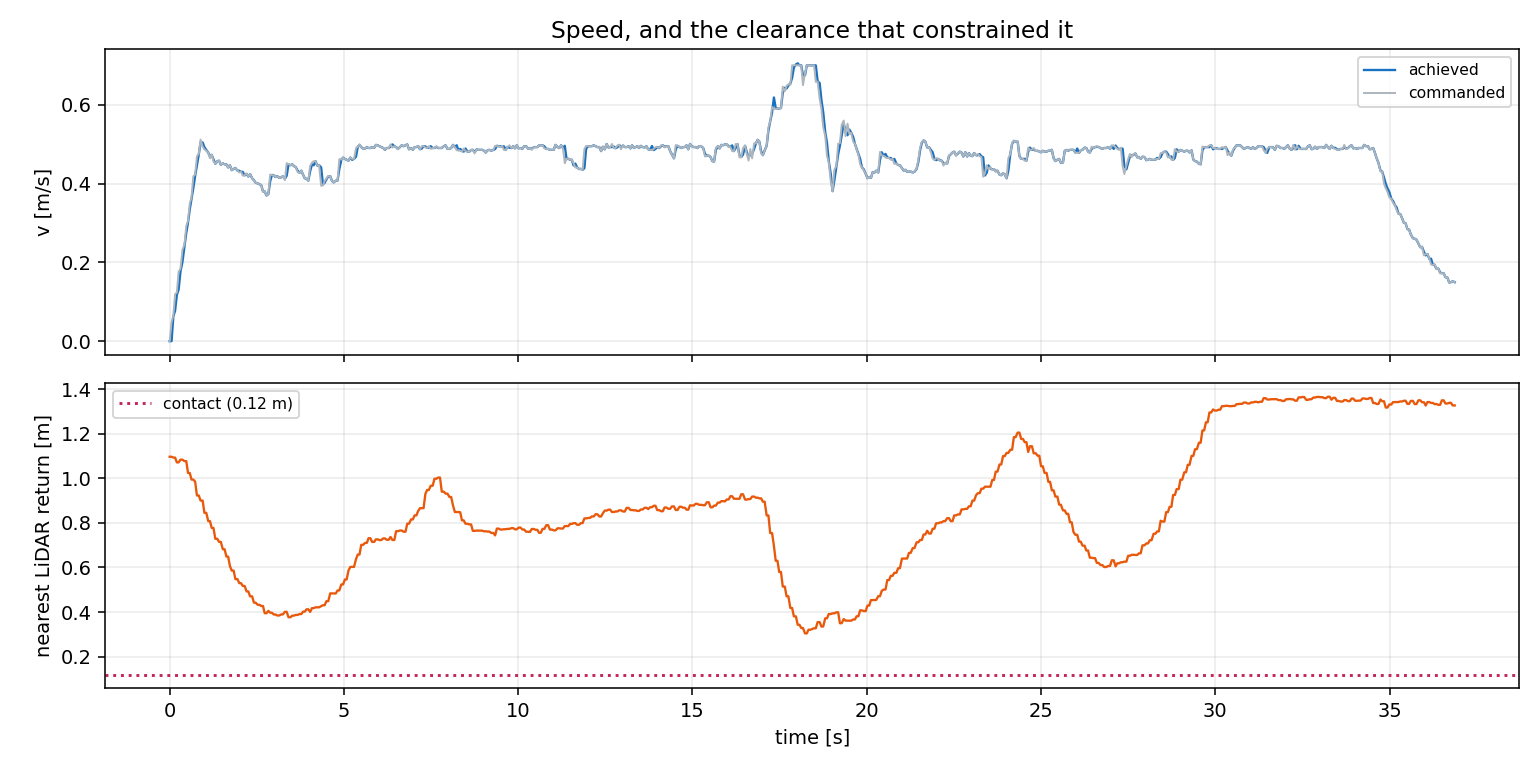 Speed, and the clearance that constrained it
achieved
commanded
v [m/s]
0.6
0.4
0.2
0.0
contact (0.12 m)
nearest LiDAR return [m]
1.4
1.2
1.0
0.8
0.6
0.4
0.2
0 5 10 15 20 25 30 35
time [s]